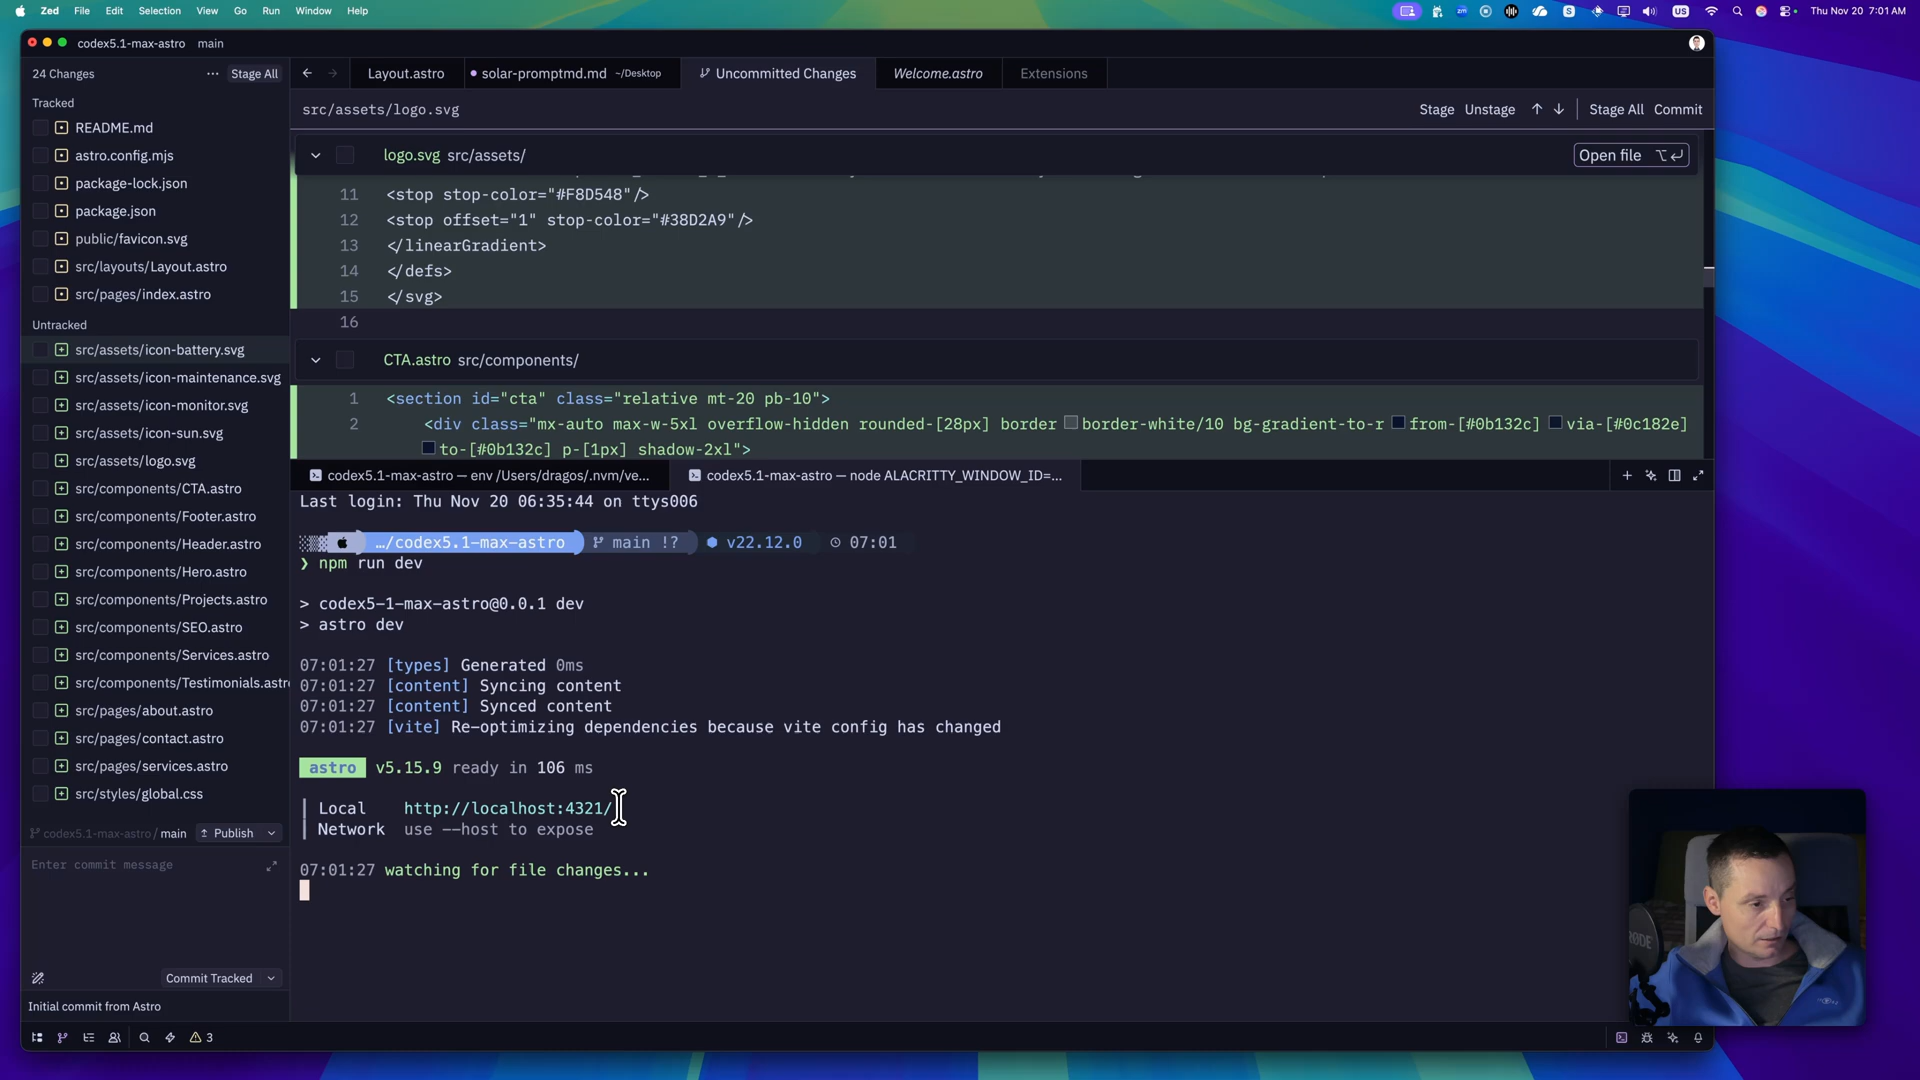 Zed File Edit Selection View Go Run Window Help
US Thu Nov 20 7:01 AM
codex5.1-max-astro main
24 Changes ... Stage All
Layout.astro solar-promptmd.md ~/Desktop Uncommitted Changes Welcome.astro Extensions
Tracked
README.md
astro.config.mjs
package-lock.json
package.json
public/favicon.svg
src/layouts/Layout.astro
src/pages/index.astro
Untracked
src/assets/icon-battery.svg
src/assets/icon-maintenance.svg
src/assets/icon-monitor.svg
src/assets/icon-sun.svg
src/assets/logo.svg
src/components/CTA.astro
src/components/Footer.astro
src/components/Header.astro
src/components/Hero.astro
src/components/Projects.astro
src/components/SEO.astro
src/components/Services.astro
src/components/Testimonials.astro
src/pages/about.astro
src/pages/contact.astro
src/pages/services.astro
src/styles/global.css
codex5.1-max-astro / main Publish
Enter commit message
Commit Tracked
Initial commit from Astro
3
src/assets/logo.svg Stage Unstage Stage All Commit
logo.svg src/assets/ Open file
11 <stop stop-color="#F8D548"/>
12 <stop offset="1" stop-color="#38D2A9"/>
13 </linearGradient>
14 </defs>
15 </svg>
16
CTA.astro src/components/
1 <section id="cta" class="relative mt-20 pb-10">
2 <div class="mx-auto max-w-5xl overflow-hidden rounded-[28px] border border-white/10 bg-gradient-to-r from-[#0b132c] via-[#0c182e]
to-[#0b132c] p-[1px] shadow-2xl">
codex5.1-max-astro — env /Users/dragos/.nvm/ve... codex5.1-max-astro — node ALACRITTY_WINDOW_ID=...
Last login: Thu Nov 20 06:35:44 on ttys006
…/codex5.1-max-astro main !? v22.12.0 07:01
❯ npm run dev
> codex5-1-max-astro@0.0.1 dev
> astro dev
07:01:27 [types] Generated 0ms
07:01:27 [content] Syncing content
07:01:27 [content] Synced content
07:01:27 [vite] Re-optimizing dependencies because vite config has changed
astro v5.15.9 ready in 106 ms
┃ Local http://localhost:4321/
┃ Network use --host to expose
07:01:27 watching for file changes...
RØDE